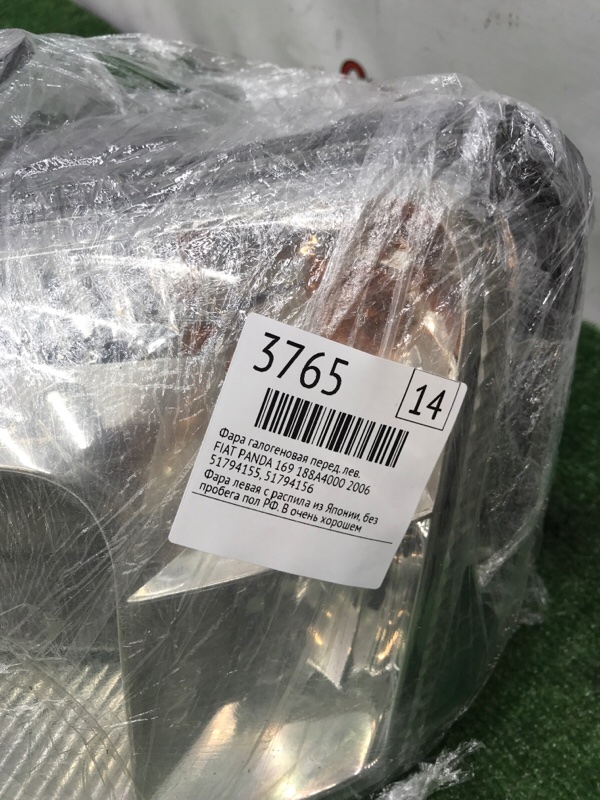 3765
14
Фара галогеновая перед. лев.
FIAT PANDA 169 188A4000 2006
51794155, 51794156
Фара левая с распила из Японии, без
пробега пол РФ. В очень хорошем